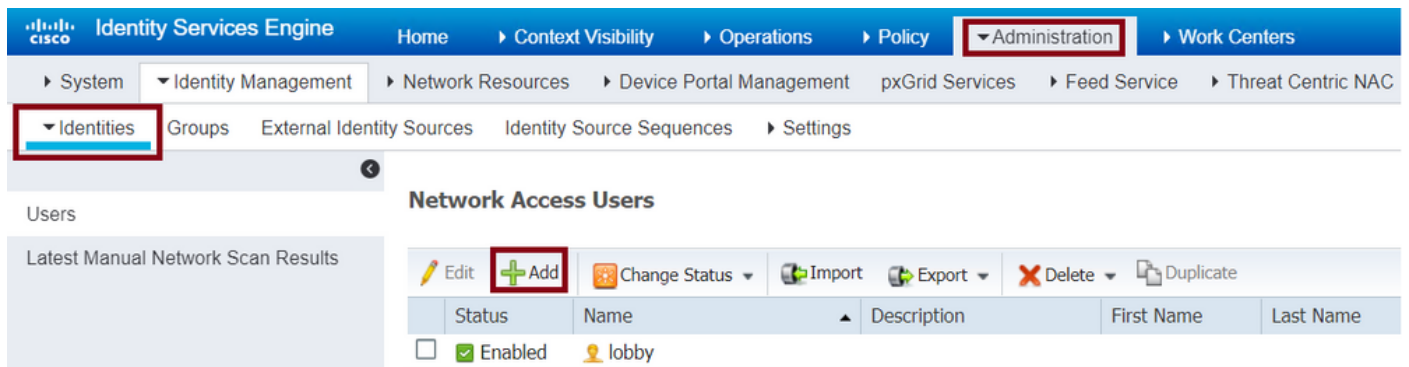 cisco Identity Services Engine Home Context Visibility Operations Policy Administration Work Centers
System Identity Management Network Resources Device Portal Management pxGrid Services Feed Service Threat Centric NAC
Identities Groups External Identity Sources Identity Source Sequences Settings
Users
Latest Manual Network Scan Results
Network Access Users
Edit Add Change Status Import Export Delete Duplicate
Status Name Description First Name Last Name
Enabled lobby